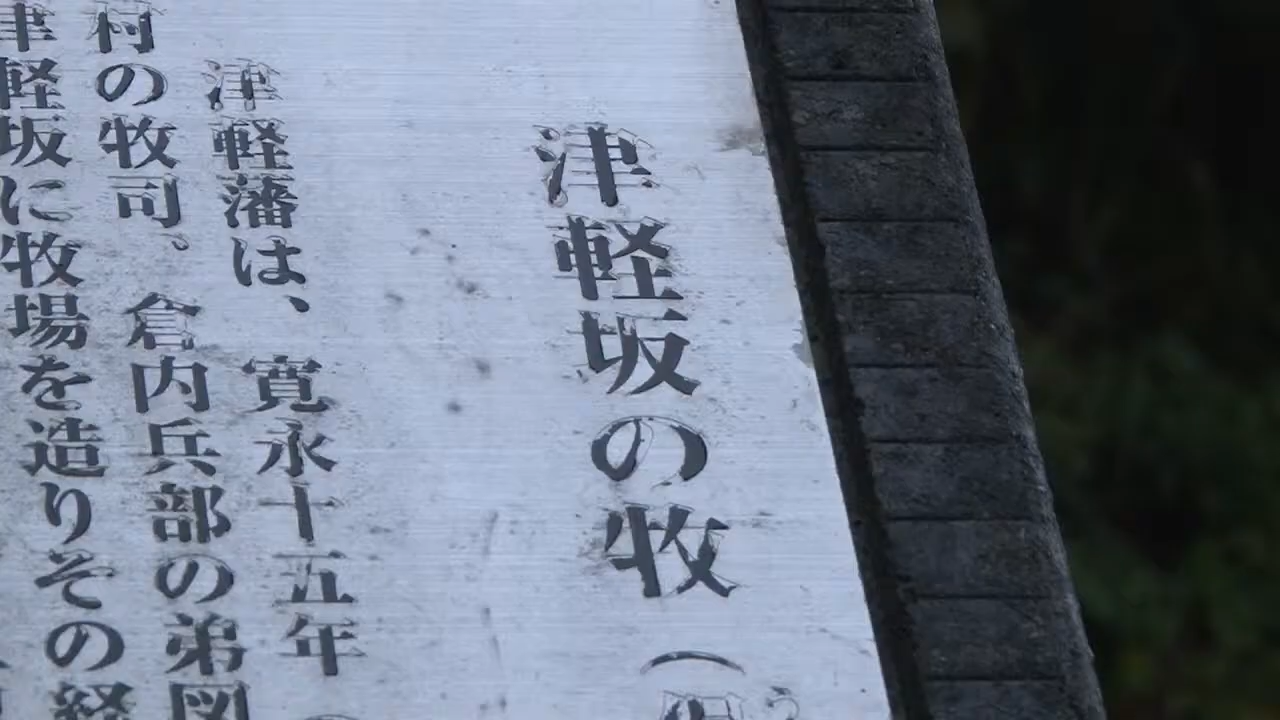 津軽坂の牧（
津軽藩は、寛永十五年（
村の牧司。倉内兵部の弟図
津軽坂に牧場を造りその経